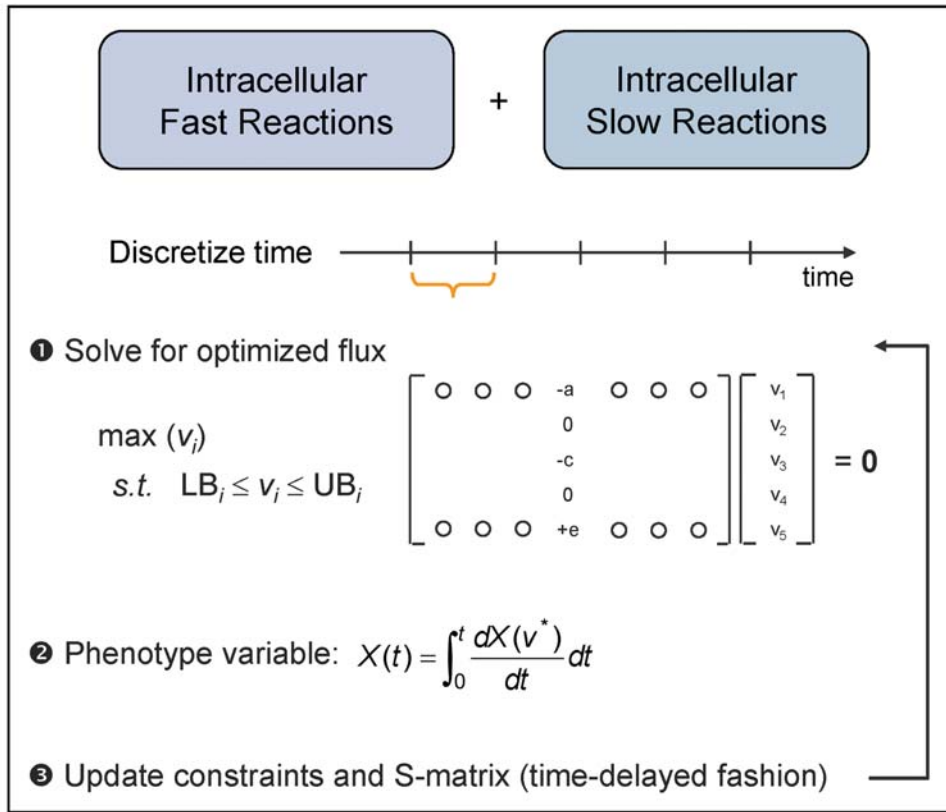 Intracellular
Fast Reactions
+
Intracellular
Slow Reactions
Discretize time
time
❶ Solve for optimized flux
max (vᵢ)
s.t. LBᵢ ≤ vᵢ ≤ UBᵢ
O O O -a O O O v₁
0 v₂
-c v₃ = 0
0 v₄
O O O +e O O O v₅
❷ Phenotype variable: X(t) = ∫₀ᵗ dX(v*)/dt dt
❸ Update constraints and S-matrix (time-delayed fashion)